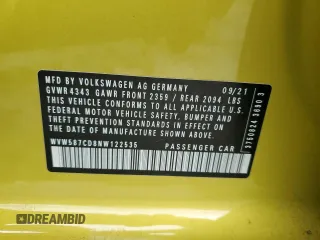 MFD. BY VOLKSWAGEN AG GERMANY 09/21
GVWR 4343 GAWR FRONT 2359 / REAR 2094 LBS
THIS CAR CONFORMS TO ALL APPLICABLE U.S.
FEDERAL MOTOR VEHICLE SAFETY, BUMPER AND
THEFT PREVENTION STANDARDS IN EFFECT ON
THE DATE OF MANUFACTURE SHOWN ABOVE.
WVW587CD8NW122535 PASSENGER CAR
DREAMBID